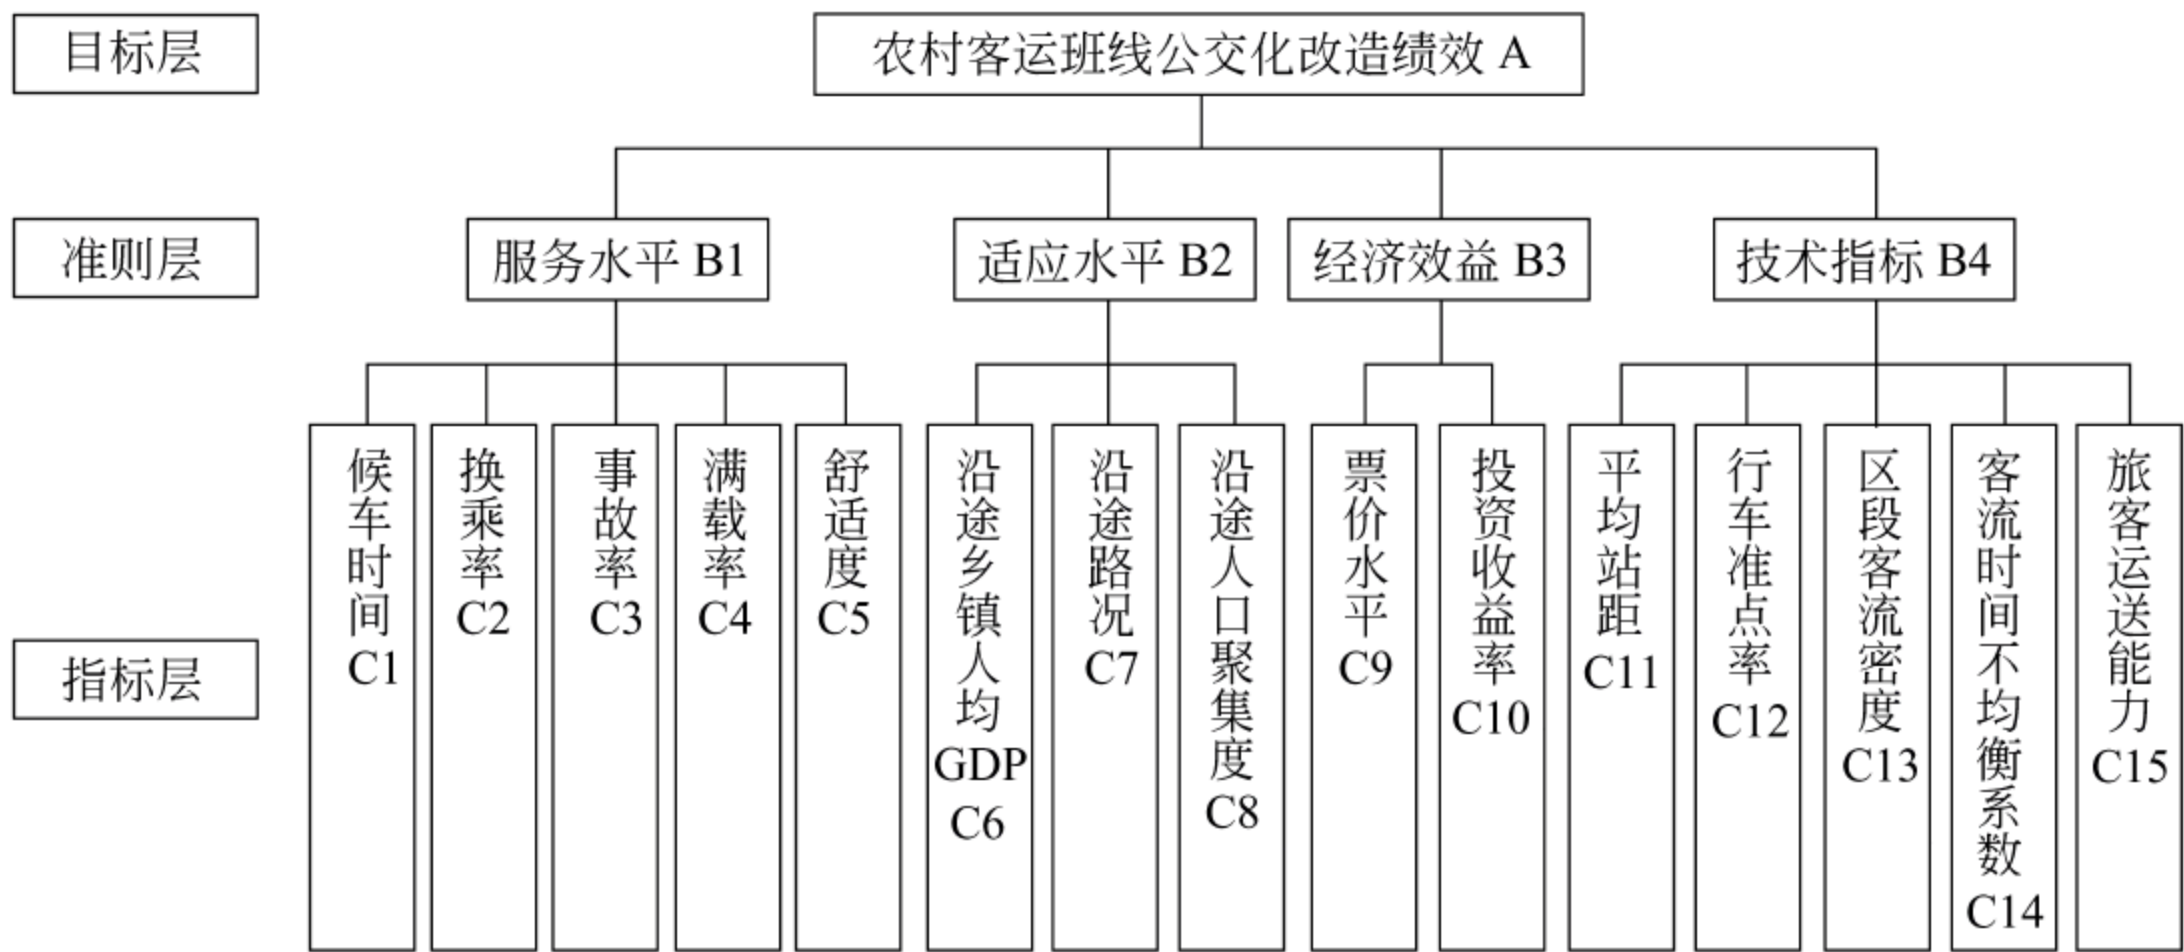 目标层
农村客运班线公交化改造绩效 A
准则层
服务水平 B1
适应水平 B2
经济效益 B3
技术指标 B4
指标层
候车时间 C1
换乘率 C2
事故率 C3
满载率 C4
舒适度 C5
沿途乡镇人均 GDP C6
沿途路况 C7
沿途人口聚集度 C8
票价水平 C9
投资收益率 C10
平均站距 C11
行车准点率 C12
区段客流密度 C13
客流时间不均衡系数 C14
旅客运送能力 C15